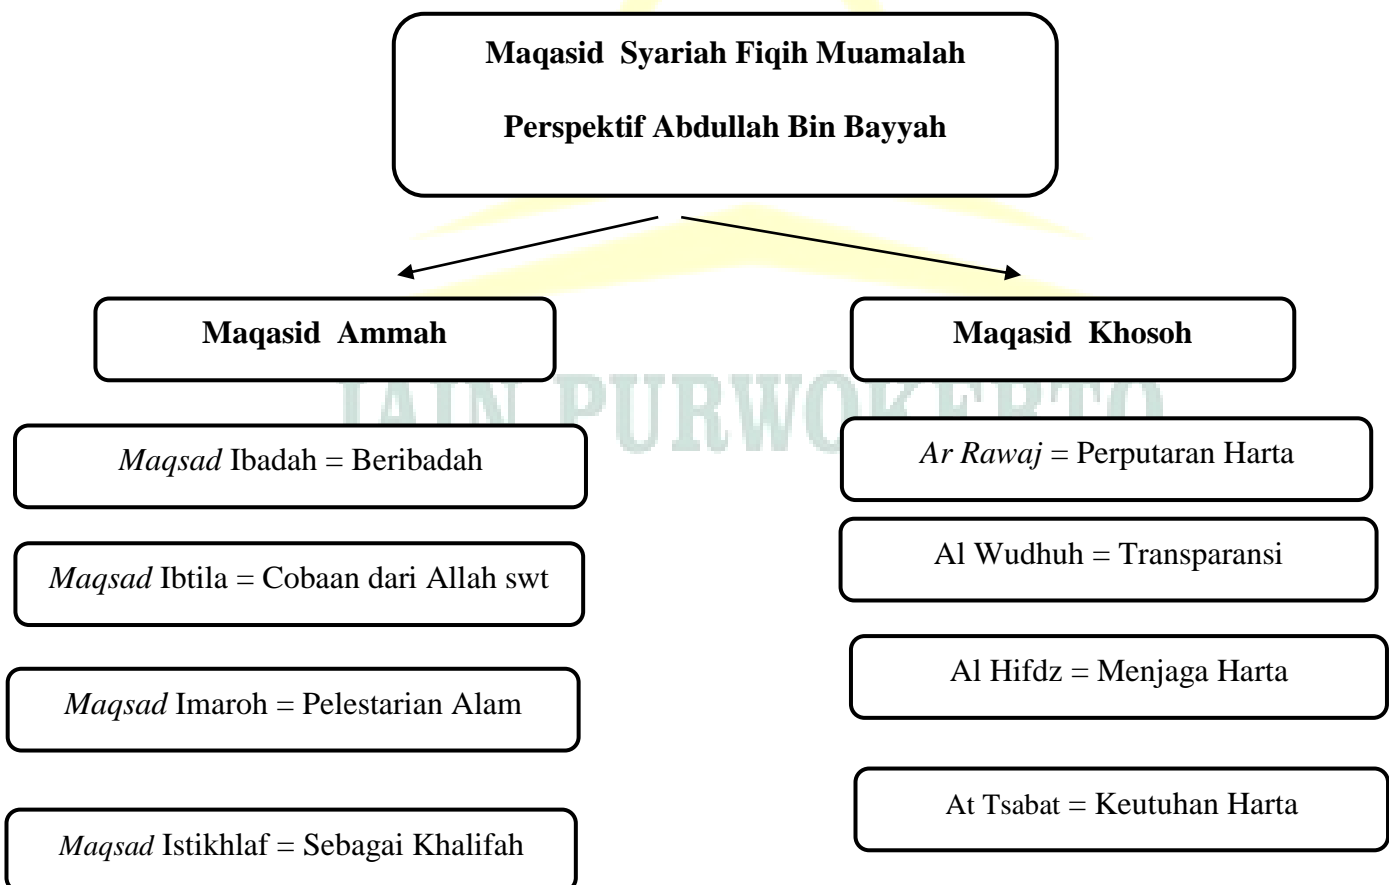 Maqasid Syariah Fiqih Muamalah
Perspektif Abdullah Bin Bayyah
Maqasid Ammah
Maqsad Ibadah = Beribadah
Maqsad Ibtila = Cobaan dari Allah swt
Maqsad Imaroh = Pelestarian Alam
Maqsad Istikhlaf = Sebagai Khalifah
Maqasid Khosoh
Ar Rawaj = Perputaran Harta
Al Wudhuh = Transparansi
Al Hifdz = Menjaga Harta
At Tsabat = Keutuhan Harta
IAIN PURWOKERTO